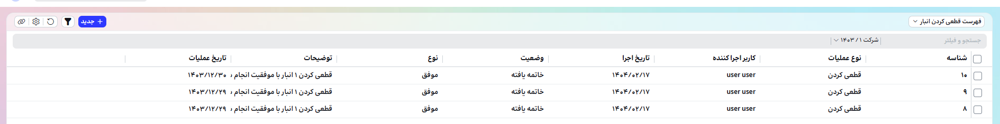 فهرست قطعی کردن انبار
+ جدید
جستجو و فیلتر شرکت ۱ / ۱۴۰۳
شناسه نوع عملیات کاربر اجرا کننده تاریخ اجرا وضعیت نوع توضیحات تاریخ عملیات
۱۰ قطعی کردن user user ۱۴۰۴/۰۲/۱۷ خاتمه یافته موفق قطعی کردن ۱ انبار با موفقیت انجام ۱۴۰۳/۱۲/۳۰
۹ قطعی کردن user user ۱۴۰۴/۰۲/۱۷ خاتمه یافته موفق قطعی کردن ۱ انبار با موفقیت انجام ۱۴۰۳/۱۲/۲۹
۸ قطعی کردن user user ۱۴۰۴/۰۲/۱۷ خاتمه یافته موفق قطعی کردن ۱ انبار با موفقیت انجام ۱۴۰۳/۱۲/۲۹